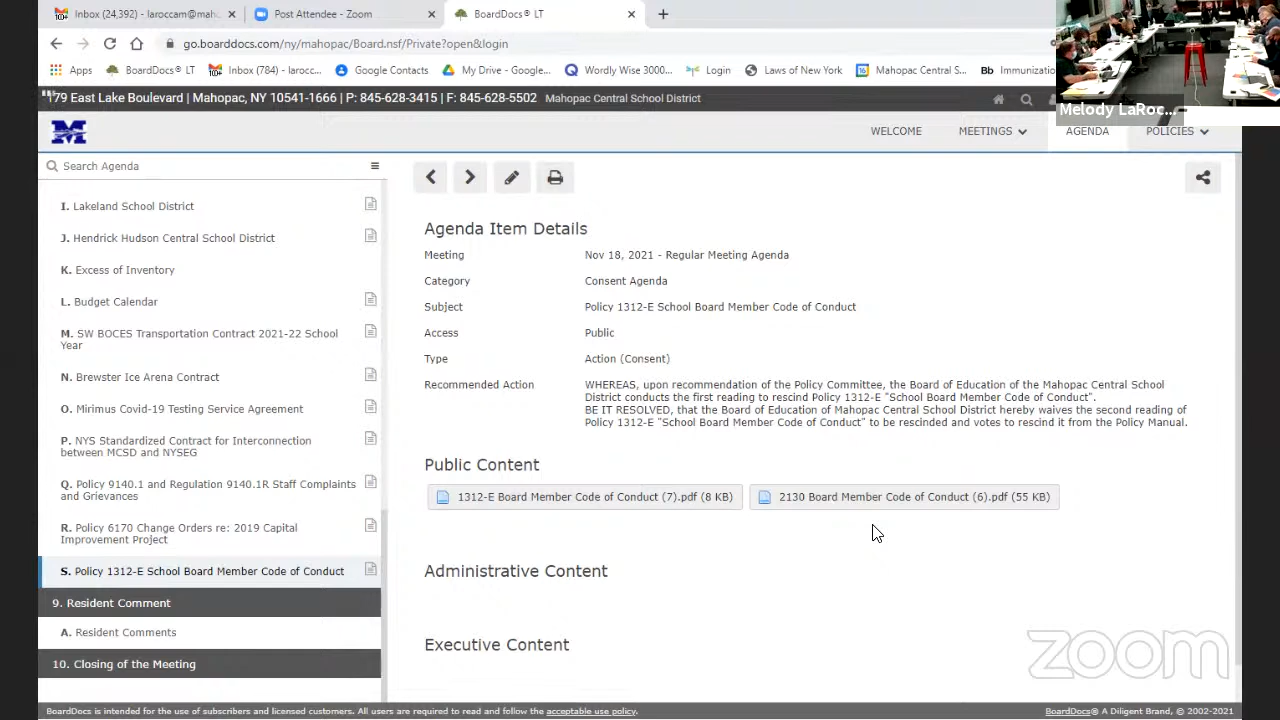 Inbox (24,392) - laroccam@mah
Post Attendee - Zoom
BoardDocs® LT
go.boarddocs.com/ny/mahopac/Board.nsf/Private?open&login
Apps
BoardDocs® LT
Inbox (784) - larocc...
Google Contacts
My Drive - Google...
Wordly Wise 3000...
Login
Laws of New York
Mahopac Central S...
Bb Immunizatio
Melody LaRoc...
179 East Lake Boulevard | Mahopac, NY 10541-1666 | P: 845-628-3415 | F: 845-628-5502 Mahopac Central School District
M
WELCOME
MEETINGS
AGENDA
POLICIES
Search Agenda
I. Lakeland School District
J. Hendrick Hudson Central School District
K. Excess of Inventory
L. Budget Calendar
M. SW BOCES Transportation Contract 2021-22 School
Year
N. Brewster Ice Arena Contract
O. Mirimus Covid-19 Testing Service Agreement
P. NYS Standardized Contract for Interconnection
between MCSD and NYSEG
Q. Policy 9140.1 and Regulation 9140.1R Staff Complaints
and Grievances
R. Policy 6170 Change Orders re: 2019 Capital
Improvement Project
S. Policy 1312-E School Board Member Code of Conduct
9. Resident Comment
A. Resident Comments
10. Closing of the Meeting
Agenda Item Details
Meeting Nov 18, 2021 - Regular Meeting Agenda
Category Consent Agenda
Subject Policy 1312-E School Board Member Code of Conduct
Access Public
Type Action (Consent)
Recommended Action WHEREAS, upon recommendation of the Policy Committee, the Board of Education of the Mahopac Central School
District conducts the first reading to rescind Policy 1312-E "School Board Member Code of Conduct".
BE IT RESOLVED, that the Board of Education of Mahopac Central School District hereby waives the second reading of
Policy 1312-E "School Board Member Code of Conduct" to be rescinded and votes to rescind it from the Policy Manual.
Public Content
1312-E Board Member Code of Conduct (7).pdf (8 KB)
2130 Board Member Code of Conduct (6).pdf (55 KB)
Administrative Content
Executive Content
zoom
BoardDocs is intended for the use of subscribers and licensed customers. All users are required to read and follow the acceptable use policy.
BoardDocs® A Diligent Brand, © 2002-2021